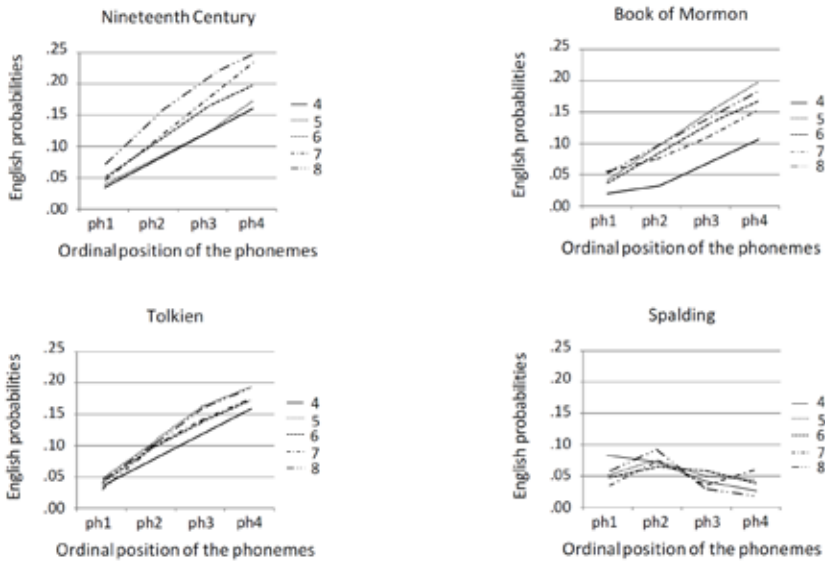 Nineteenth Century
English probabilities
.25
.20
.15
.10
.05
.00
ph1 ph2 ph3 ph4
Ordinal position of the phonemes
4
5
6
7
8
Book of Mormon
English probabilities
.25
.20
.15
.10
.05
.00
ph1 ph2 ph3 ph4
Ordinal position of the phonemes
4
5
6
7
8
Tolkien
English probabilities
.25
.20
.15
.10
.05
.00
ph1 ph2 ph3 ph4
Ordinal position of the phonemes
4
5
6
7
8
Spalding
English probabilities
.25
.20
.15
.10
.05
.00
ph1 ph2 ph3 ph4
Ordinal position of the phonemes
4
5
6
7
8